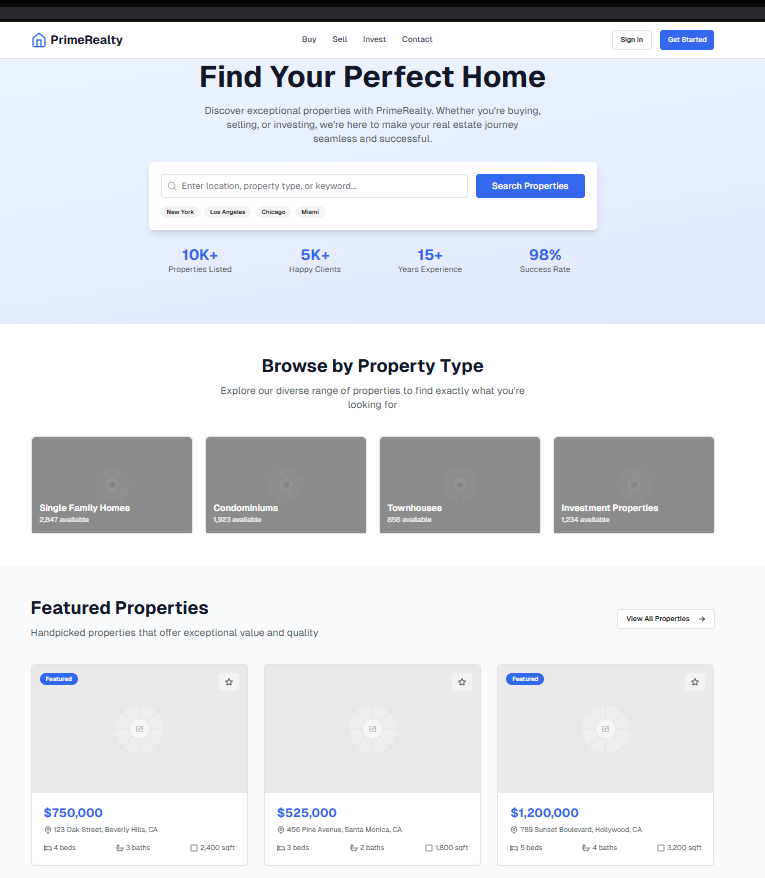 PrimeRealty
Buy Sell Invest Contact
Sign In Get Started
Find Your Perfect Home
Discover exceptional properties with PrimeRealty. Whether you're buying,
selling, or investing, we're here to make your real estate journey
seamless and successful.
Enter location, property type, or keyword...
Search Properties
New York Los Angeles Chicago Miami
10K+ 5K+ 15+ 98%
Properties Listed Happy Clients Years Experience Success Rate
Browse by Property Type
Explore our diverse range of properties to find exactly what you're
looking for
Single Family Homes Condominiums Townhouses Investment Properties
2,847 available 1,923 available 856 available 1,234 available
Featured Properties
View All Properties
Handpicked properties that offer exceptional value and quality
Featured Featured
$750,000 $525,000 $1,200,000
123 Oak Street, Beverly Hills, CA 456 Pine Avenue, Santa Monica, CA 789 Sunset Boulevard, Hollywood, CA
4 beds 3 baths 2,400 sqft 3 beds 2 baths 1,800 sqft 5 beds 4 baths 3,200 sqft